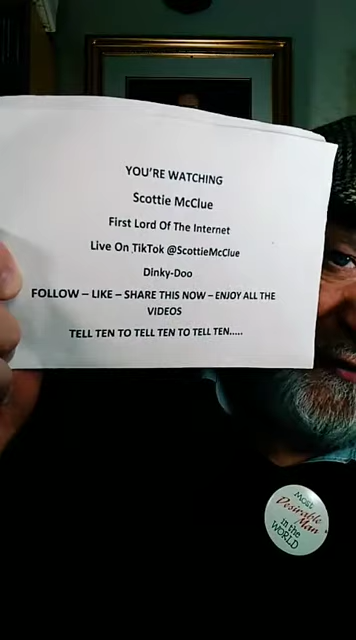 YOU'RE WATCHING
Scottie McClue
First Lord Of The Internet
Live On TikTok @ScottieMcClue
Dinky-Doo
FOLLOW – LIKE – SHARE THIS NOW – ENJOY ALL THE
VIDEOS
TELL TEN TO TELL TEN TO TELL TEN.....
Most
Desirable
Man
in the
WORLD